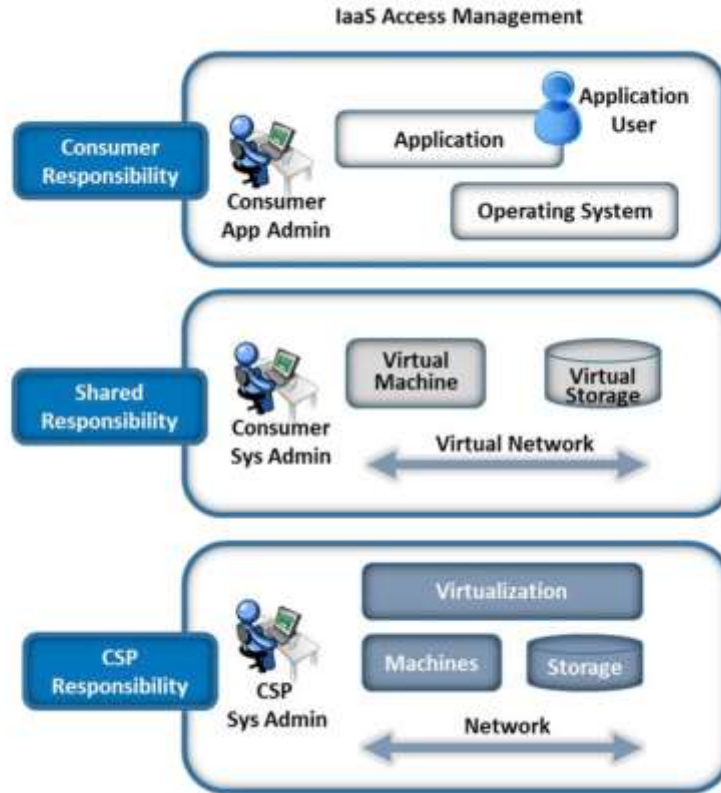 IaaS Access Management
Consumer
Responsibility
Consumer
App Admin
Application
Application
User
Operating System
Shared
Responsibility
Consumer
Sys Admin
Virtual
Machine
Virtual
Storage
Virtual Network
CSP
Responsibility
CSP
Sys Admin
Virtualization
Machines
Storage
Network